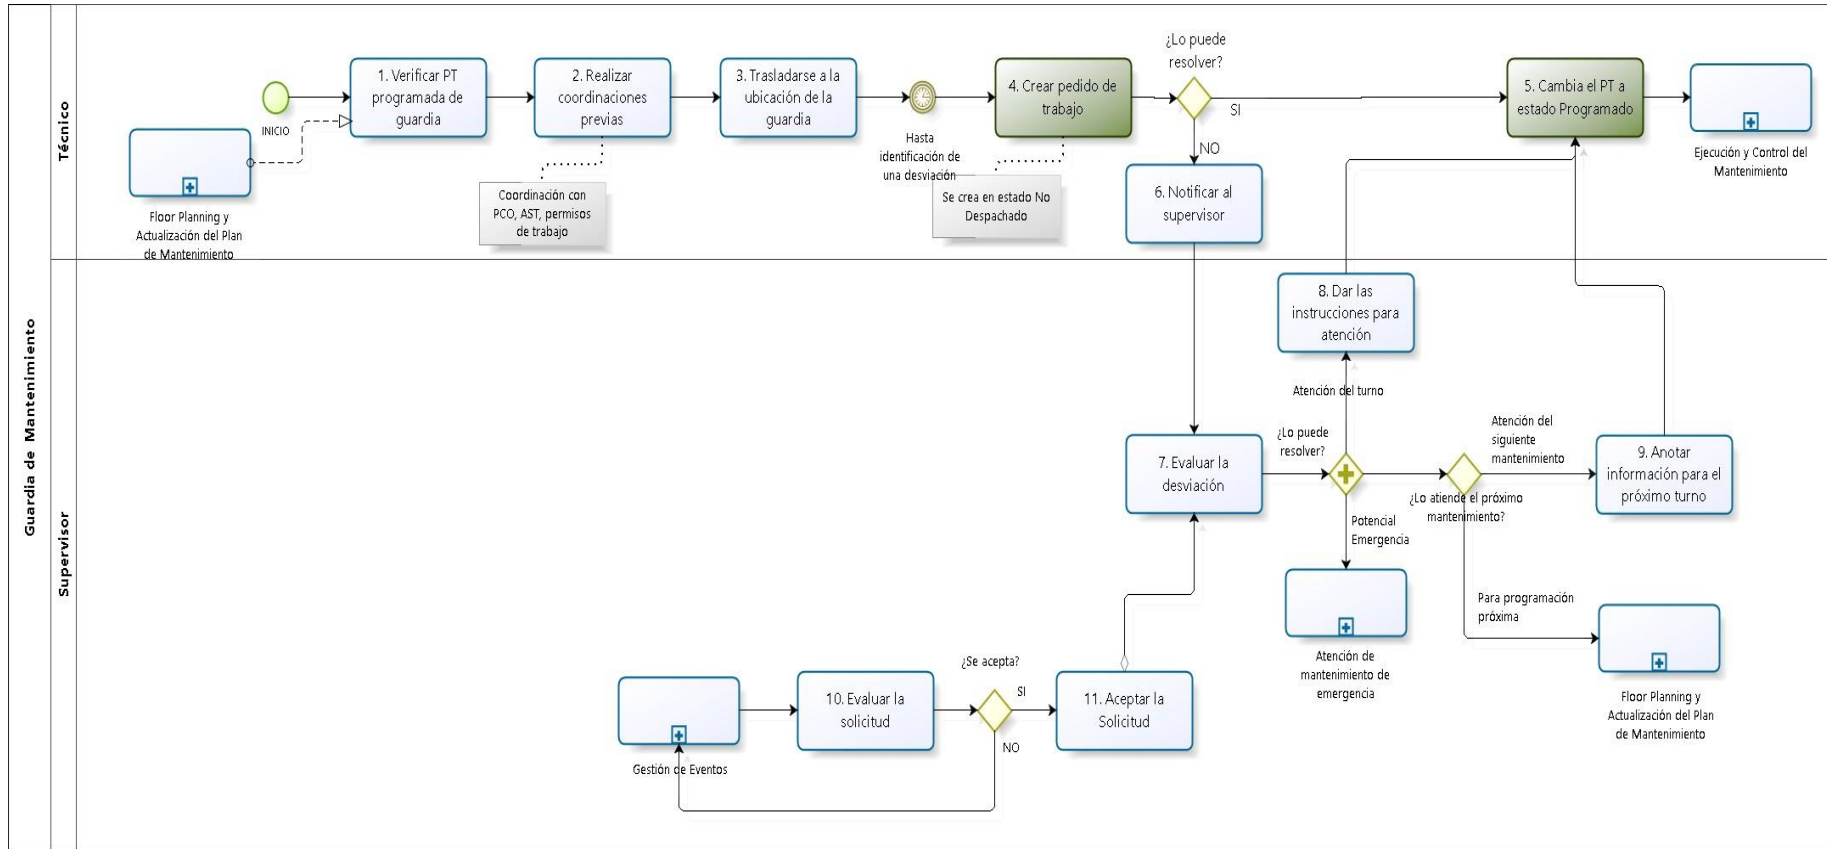 Guardia de Mantenimiento
Técnico
INICIO
1. Verificar PT
programada de
guardia
2. Realizar
coordinaciones
previas
3. Trasladarse a la
ubicación de la
guardia
Hasta
identificación de
una desviación
4. Crear pedido de
trabajo
¿Lo puede
resolver?
SI
NO
5. Cambia el PT a
estado Programado
Ejecución y Control del
Mantenimiento
Floor Planning y
Actualización del Plan
de Mantenimiento
Coordinación con
PCO, AST, permisos
de trabajo
Se crea en estado No
Despachado
6. Notificar al
supervisor
Supervisor
8. Dar las
instrucciones para
atención
Atención del turno
7. Evaluar la
desviación
¿Lo puede
resolver?
Atención del
siguiente
mantenimiento
¿Lo atiende el próximo
mantenimiento?
9. Anotar
información para el
próximo turno
Potencial
Emergencia
Atención de
mantenimiento de
emergencia
Para programación
próxima
Floor Planning y
Actualización del Plan
de Mantenimiento
Gestión de Eventos
10. Evaluar la
solicitud
¿Se acepta?
SI
NO
11. Aceptar la
Solicitud